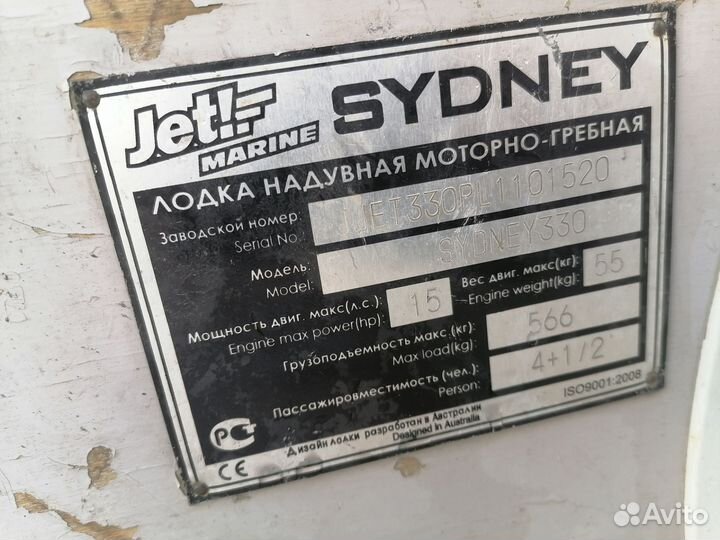 Jet! MARINE SYDNEY
ЛОДКА НАДУВНАЯ МОТОРНО-ГРЕБНАЯ
Заводской номер: JJET330PL1101520
Serial No.:
Модель: SYDNEY330
Model:
Мощность двиг. макс(л.с.): 15 Вес двиг. макс(кг): 55
Engine max power(hp): ~Engine weight(kg):
Грузоподъемность макс.(кг): 566
Max load(kg):
Пассажировместимость (чел.): 4+1/2
Person:
PCT
CE
Дизайн лодки разработан в Австралии
Designed in Australia
ISO9001:2008
Avito